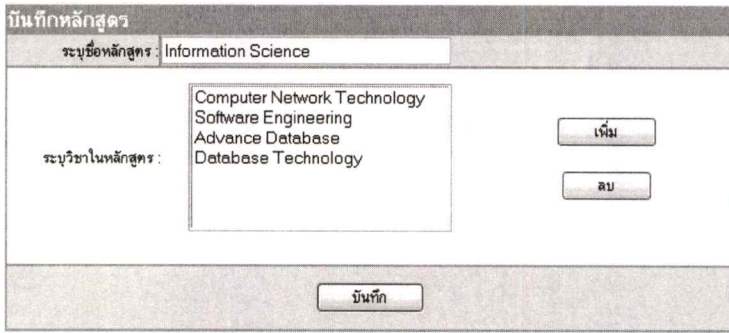 บันทึกหลักสูตร
ระบุชื่อหลักสูตร : Information Science
Computer Network Technology
Software Engineering
Advance Database
Database Technology
ระบุวิชาในหลักสูตร :
เพิ่ม
ลบ
บันทึก